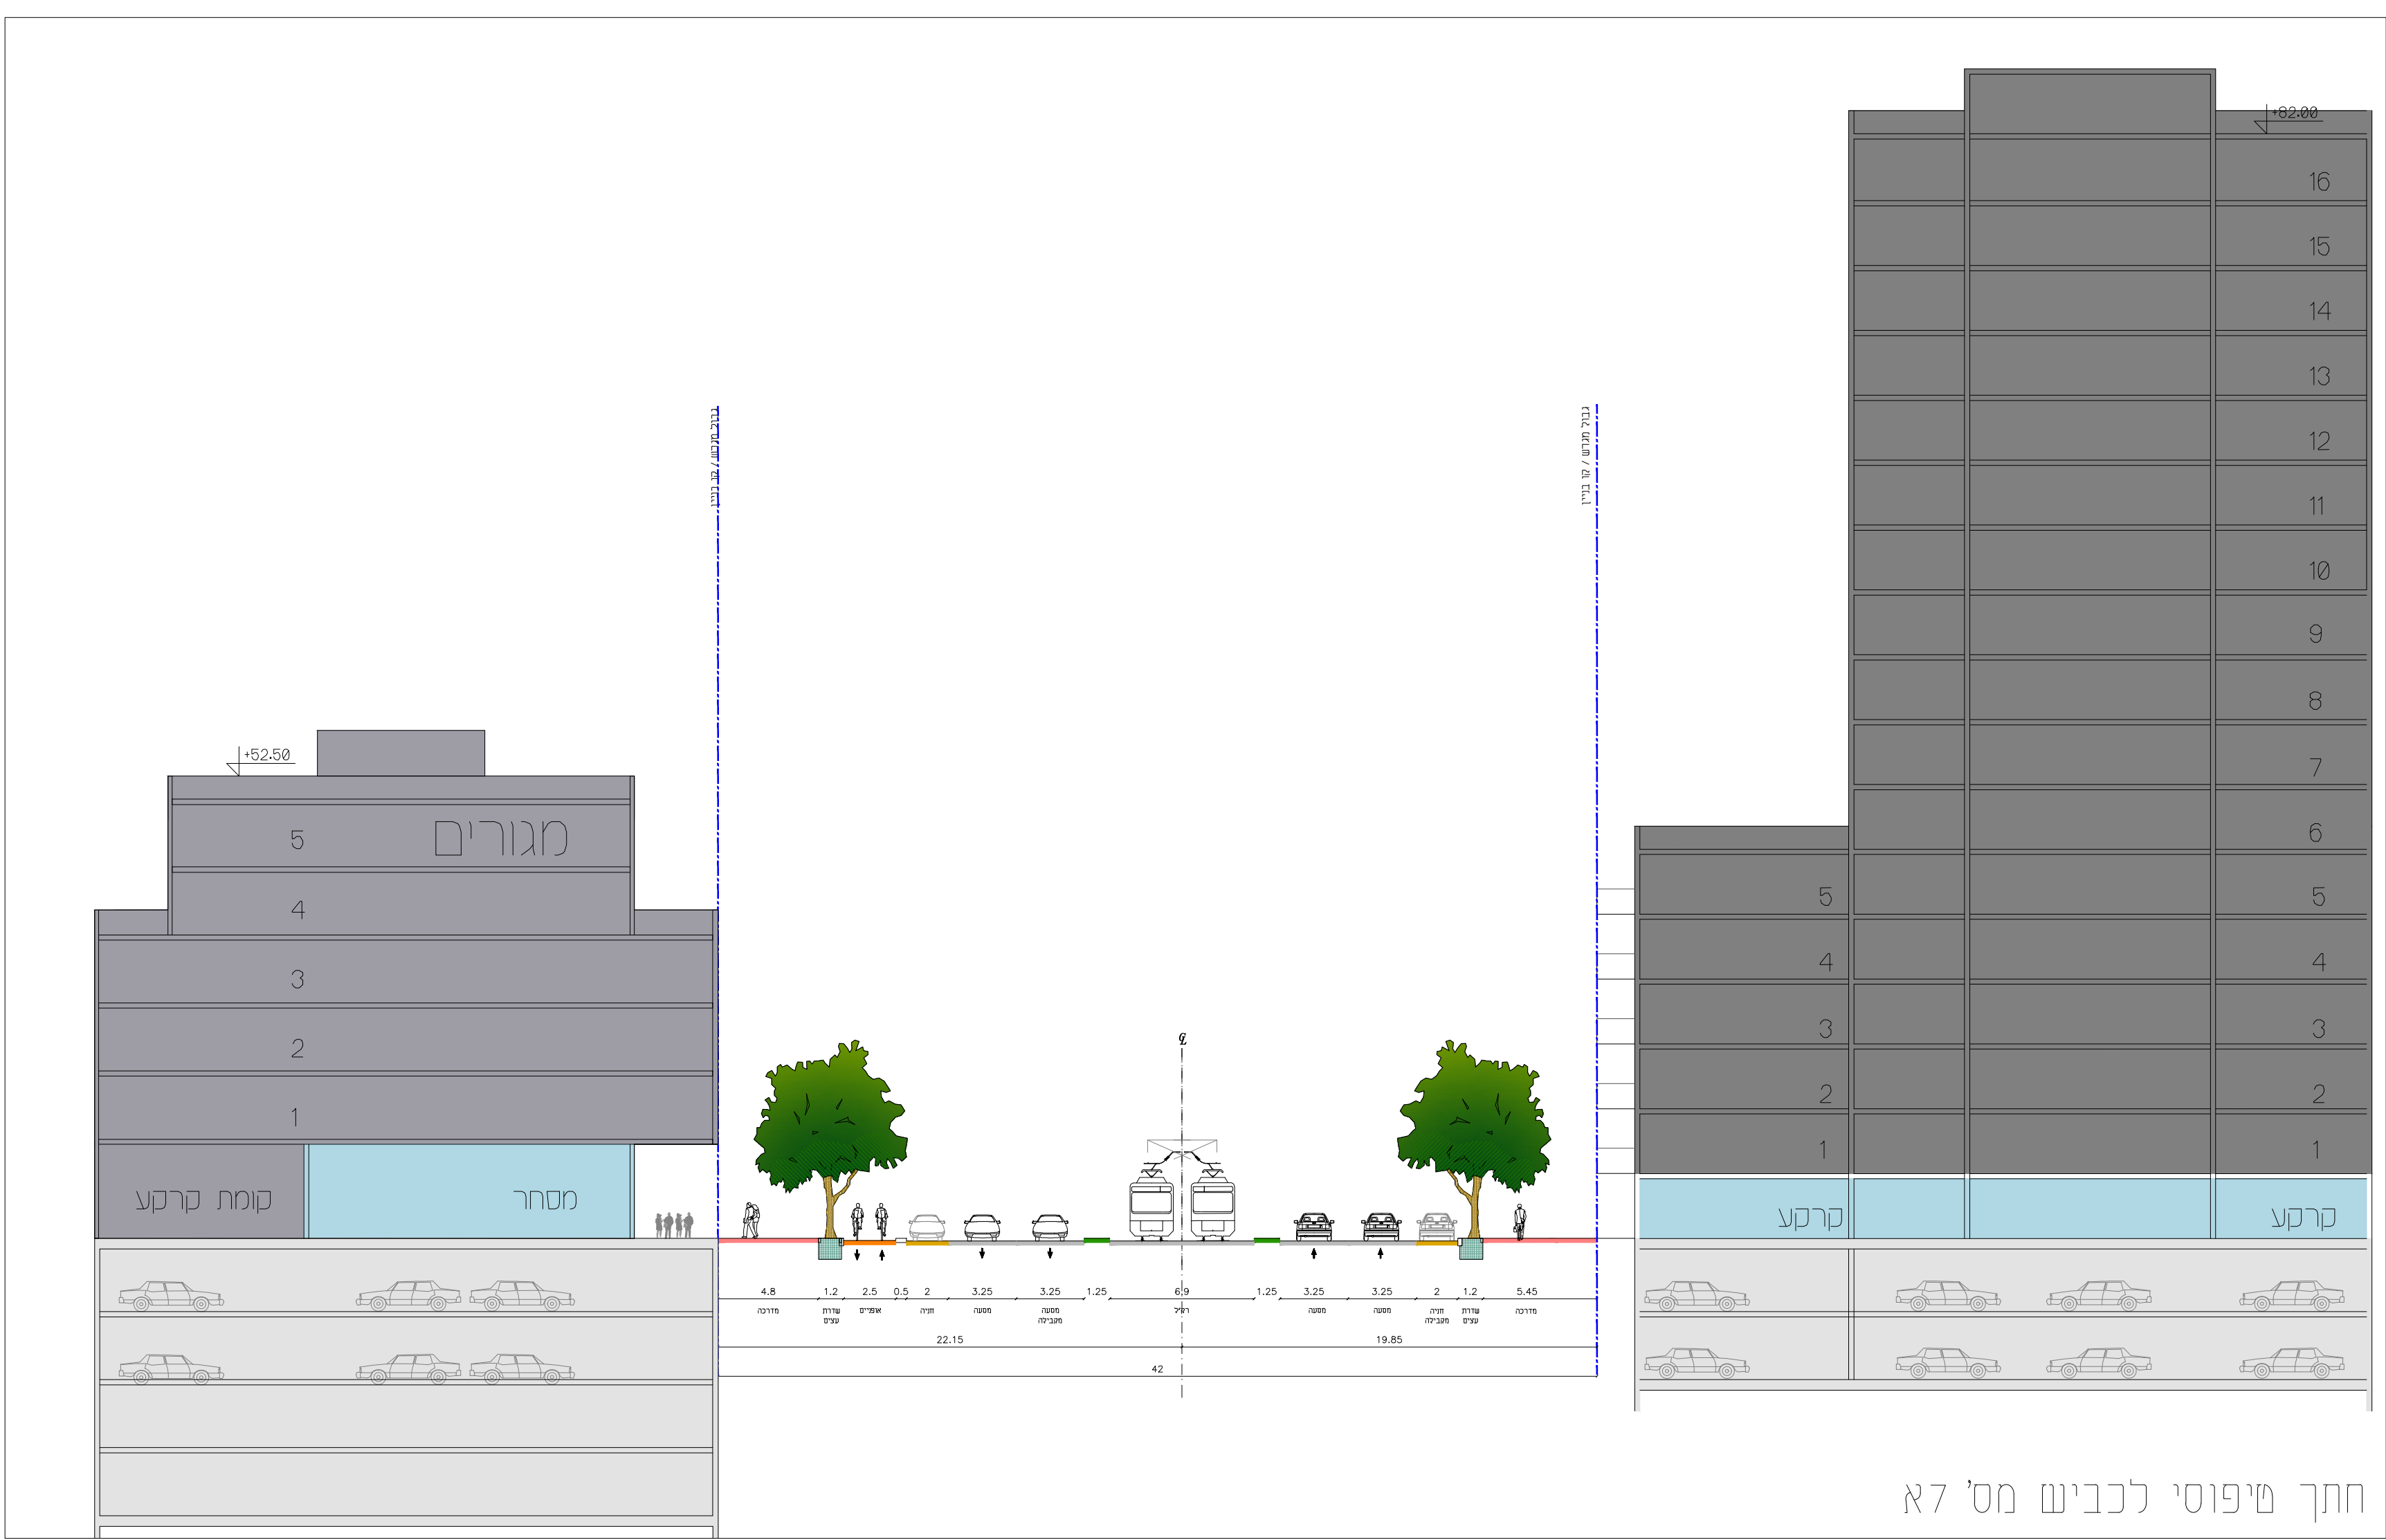 +82.00
16
15
14
13
12
11
10
9
8
7
6
5 5
4 4
3 3
2 2
1 1
קרקע קרקע
גבול מגרש / קו בניין
גבול מגרש / קו בניין
+52.50
5 מגורים
4
3
2
1
קומת קרקע מסחר
4.8 1.2 2.5 0.5 2 3.25 3.25 1.25 6.9 1.25 3.25 3.25 2 1.2 5.45
מדרכה
שדרת
עצים
אופניים
חניה
מסעה
מסעה
מקבילה
רק"ל
מסעה
מסעה
חניה
מקבילה
שדרת
עצים
מדרכה
22.15 19.85
42
חתך טיפוסי לכביש מס' 7א